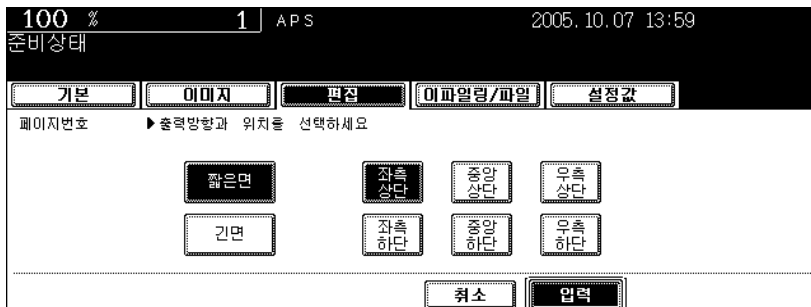 100 % 1 APS 2005.10.07 13:59
준비상태
기본 이미지 편집 이파일링/파일 설정값
페이지번호 ▶출력방향과 위치를 선택하세요
짧은면 좌측 중앙 우측
상단 상단 상단
긴면 좌측 중앙 우측
하단 하단 하단
취소 입력